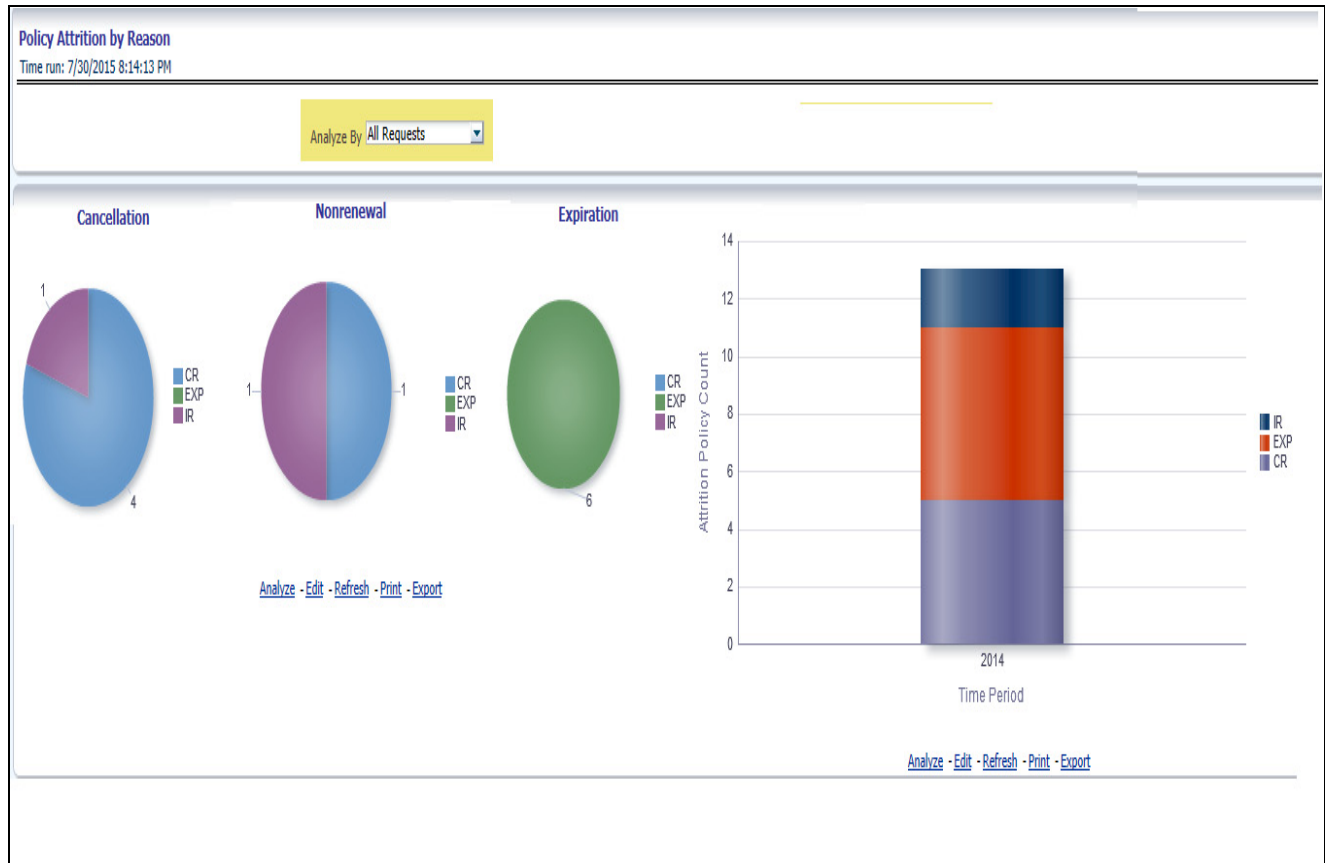 Policy Attrition by Reason
Time run: 7/30/2015 8:14:13 PM
Analyze By All Requests
Cancellation
1
4
CR
EXP
IR
Nonrenewal
1
1
CR
EXP
IR
Expiration
6
CR
EXP
IR
Analyze - Edit - Refresh - Print - Export
14
12
10
8
6
4
2
0
Attrition Policy Count
2014
Time Period
IR
EXP
CR
Analyze - Edit - Refresh - Print - Export